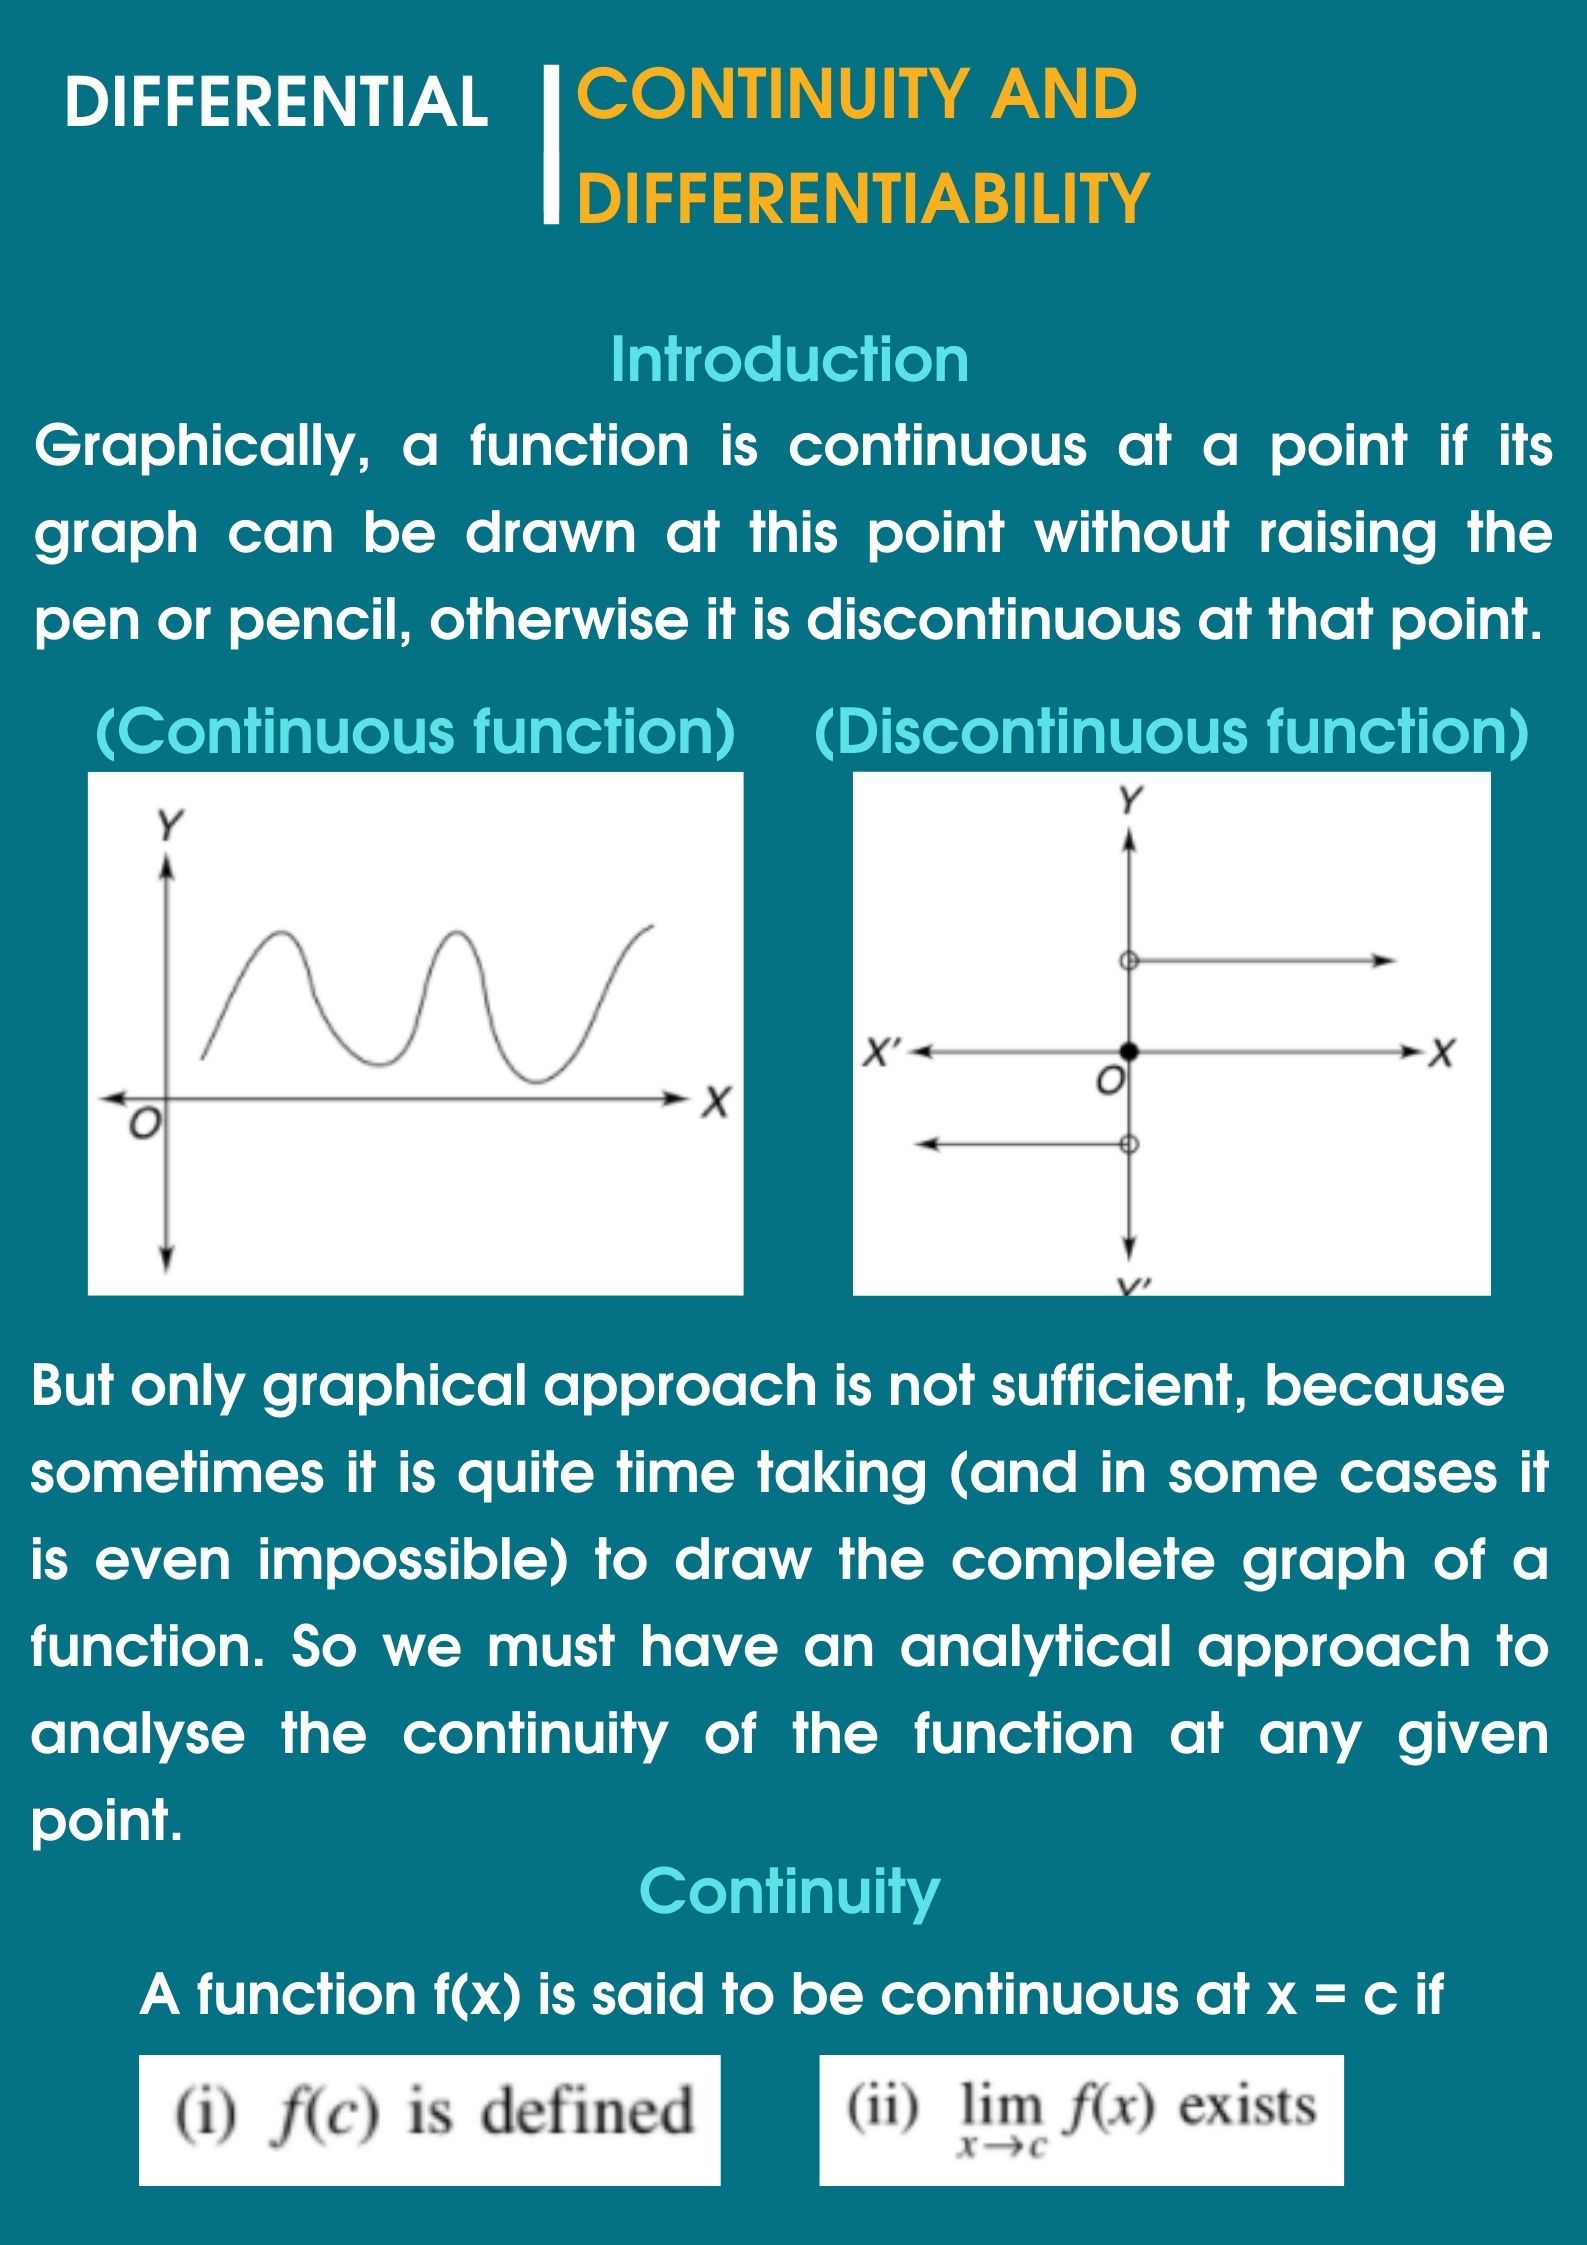 DIFFERENTIAL
CONTINUITY AND
DIFFERENTIABILITY
Introduction
Graphically, a function is continuous at a point if its
graph can be drawn at this point without raising the
pen or pencil, otherwise it is discontinuous at that point.
(Continuous function)
(Discontinuous function)
Y
O
X
Y
X'
X
O
Y'
But only graphical approach is not sufficient, because
sometimes it is quite time taking (and in some cases it
is even impossible) to draw the complete graph of a
function. So we must have an analytical approach to
analyse the continuity of the function at any given
point.
Continuity
A function f(x) is said to be continuous at x = c if
(i) f(c) is defined
(ii) lim f(x) exists
x→c